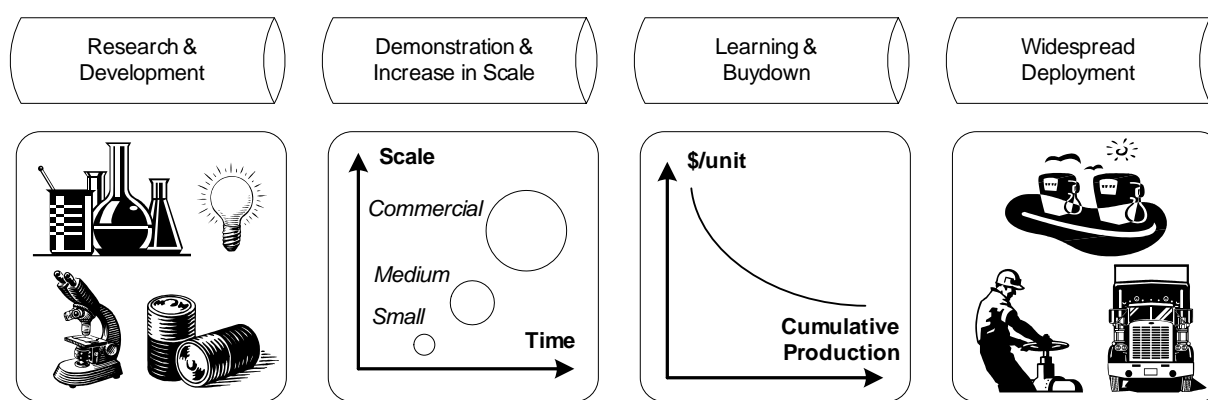 Research &
Development
Demonstration &
Increase in Scale
Learning &
Buydown
Widespread
Deployment
Scale
Commercial
Medium
Small
Time
$/unit
Cumulative
Production